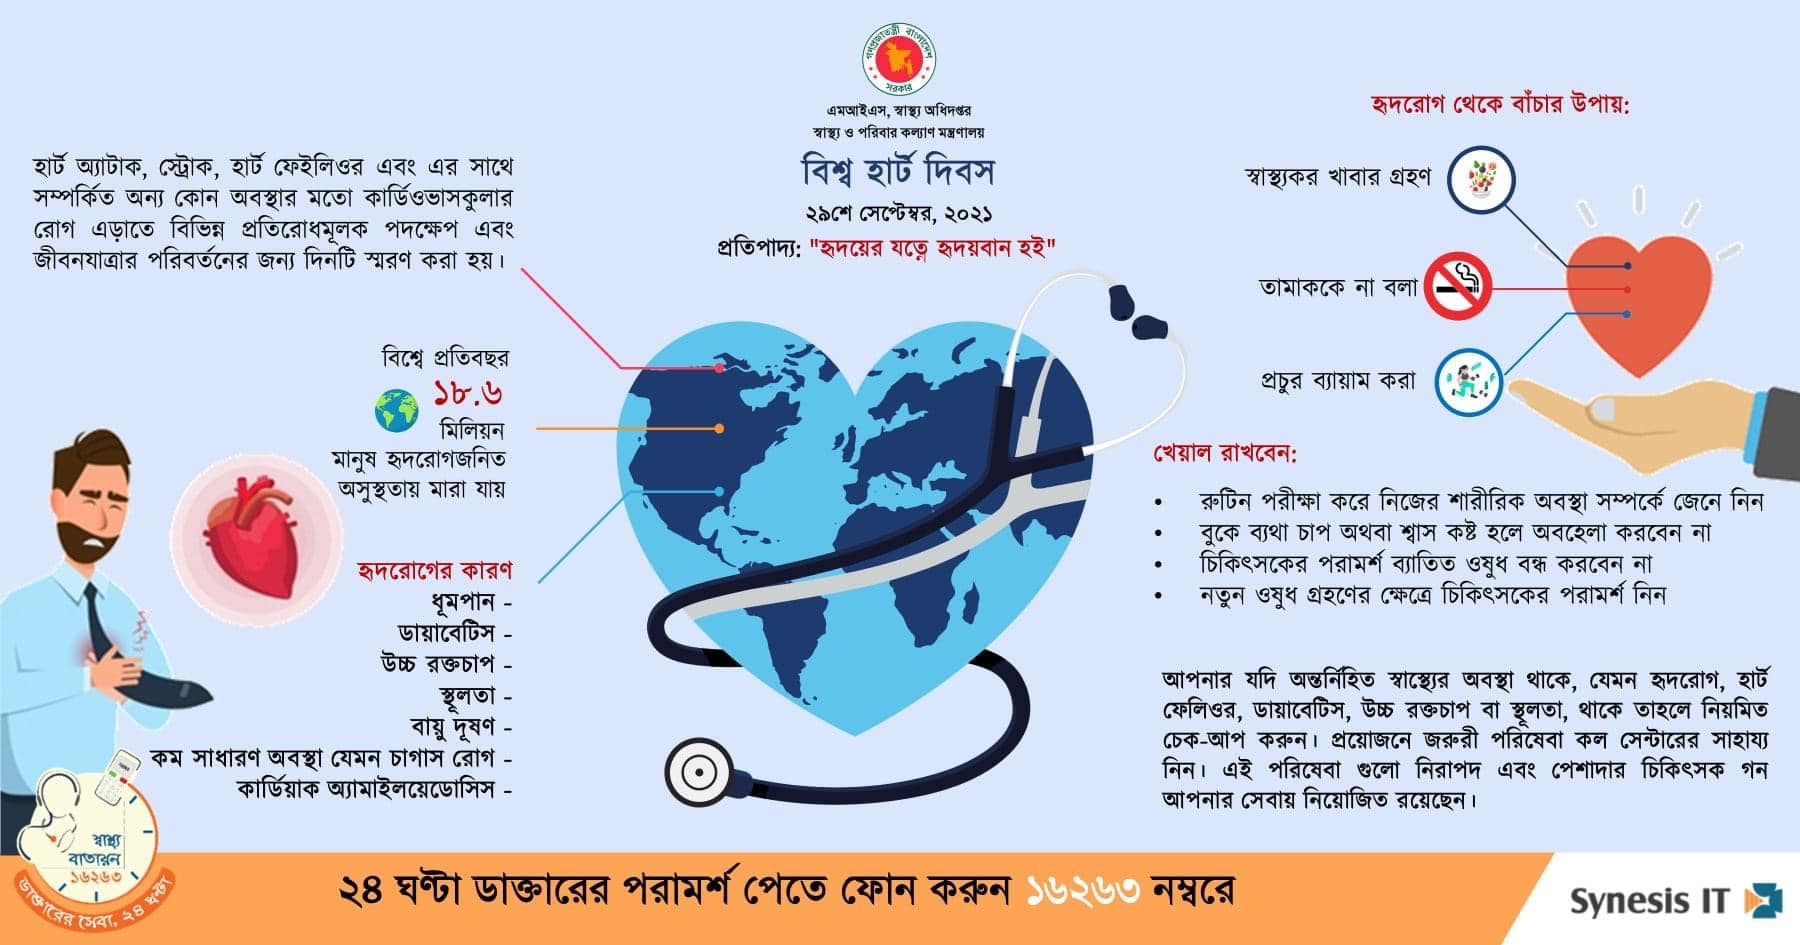 গণপ্রজাতন্ত্রী বাংলাদেশ
সরকার
এমআইএস, স্বাস্থ্য অধিদপ্তর
স্বাস্থ্য ও পরিবার কল্যাণ মন্ত্রণালয়
বিশ্ব হার্ট দিবস
২৯শে সেপ্টেম্বর, ২০২১
প্রতিপাদ্য: "হৃদয়ের যত্নে হৃদয়বান হই"
হার্ট অ্যাটাক, স্ট্রোক, হার্ট ফেইলিওর এবং এর সাথে
সম্পর্কিত অন্য কোন অবস্থার মতো কার্ডিওভাসকুলার
রোগ এড়াতে বিভিন্ন প্রতিরোধমূলক পদক্ষেপ এবং
জীবনযাত্রার পরিবর্তনের জন্য দিনটি স্মরণ করা হয়।
বিশ্বে প্রতিবছর
১৮.৬
মিলিয়ন
মানুষ হৃদরোগজনিত
অসুস্থতায় মারা যায়
হৃদরোগের কারণ
ধূমপান -
ডায়াবেটিস -
উচ্চ রক্তচাপ -
স্থূলতা -
বায়ু দূষণ -
কম সাধারণ অবস্থা যেমন চাগাস রোগ -
কার্ডিয়াক অ্যামাইলয়েডোসিস -
হৃদরোগ থেকে বাঁচার উপায়:
স্বাস্থ্যকর খাবার গ্রহণ
তামাককে না বলা
প্রচুর ব্যায়াম করা
খেয়াল রাখবেন:
• রুটিন পরীক্ষা করে নিজের শারীরিক অবস্থা সম্পর্কে জেনে নিন
• বুকে ব্যথা চাপ অথবা শ্বাস কষ্ট হলে অবহেলা করবেন না
• চিকিৎসকের পরামর্শ ব্যাতিত ওষুধ বন্ধ করবেন না
• নতুন ওষুধ গ্রহণের ক্ষেত্রে চিকিৎসকের পরামর্শ নিন
আপনার যদি অন্তর্নিহিত স্বাস্থ্যের অবস্থা থাকে, যেমন হৃদরোগ, হার্ট
ফেলিওর, ডায়াবেটিস, উচ্চ রক্তচাপ বা স্থূলতা, থাকে তাহলে নিয়মিত
চেক-আপ করুন। প্রয়োজনে জরুরী পরিষেবা কল সেন্টারের সাহায্য
নিন। এই পরিষেবা গুলো নিরাপদ এবং পেশাদার চিকিৎসক গন
আপনার সেবায় নিয়োজিত রয়েছেন।
স্বাস্থ্য
বাতায়ন
১৬২৬৩
ডাক্তারের সেবা, ২৪ ঘণ্টা
২৪ ঘণ্টা ডাক্তারের পরামর্শ পেতে ফোন করুন ১৬২৬৩ নম্বরে
Synesis IT